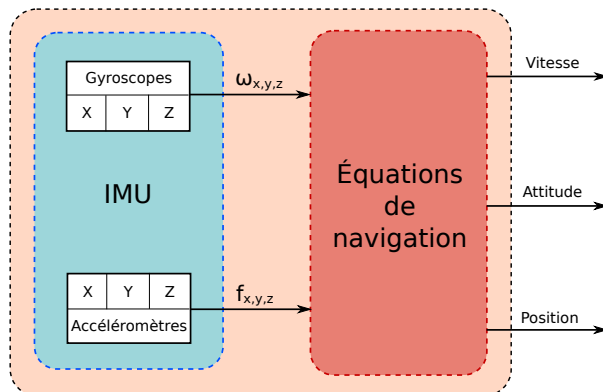 Gyroscopes
X Y Z
ωx,y,z
IMU
X Y Z
Accéléromètres
fx,y,z
Équations
de
navigation
Vitesse
Attitude
Position